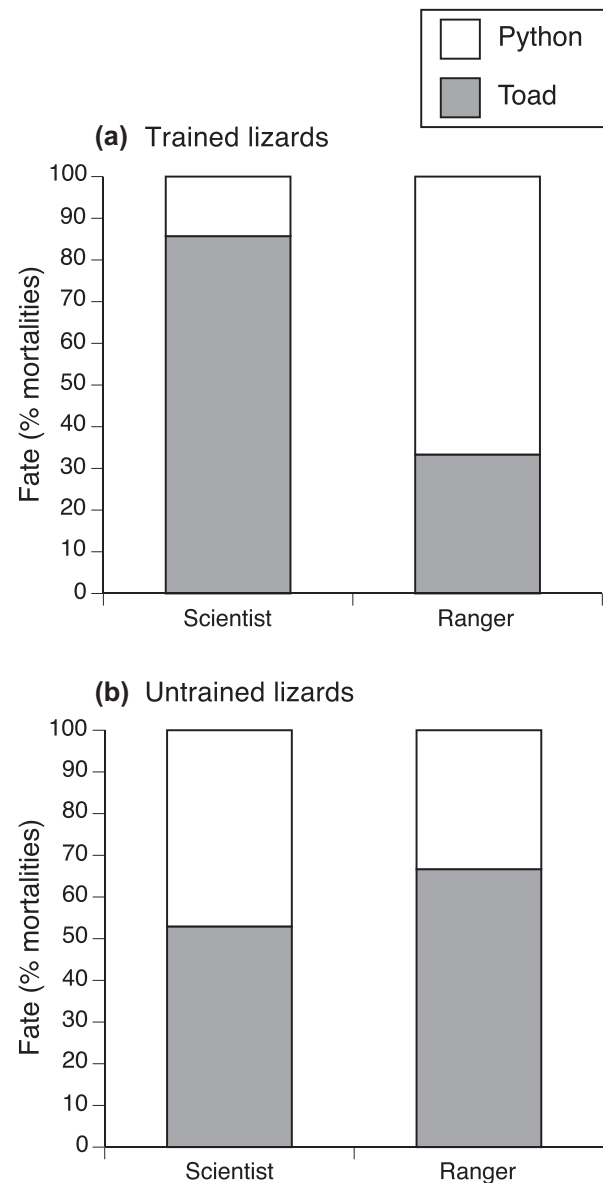 Python
Toad
(a) Trained lizards
Fate (% mortalities)
100
90
80
70
60
50
40
30
20
10
0
Scientist Ranger
(b) Untrained lizards
Fate (% mortalities)
100
90
80
70
60
50
40
30
20
10
0
Scientist Ranger